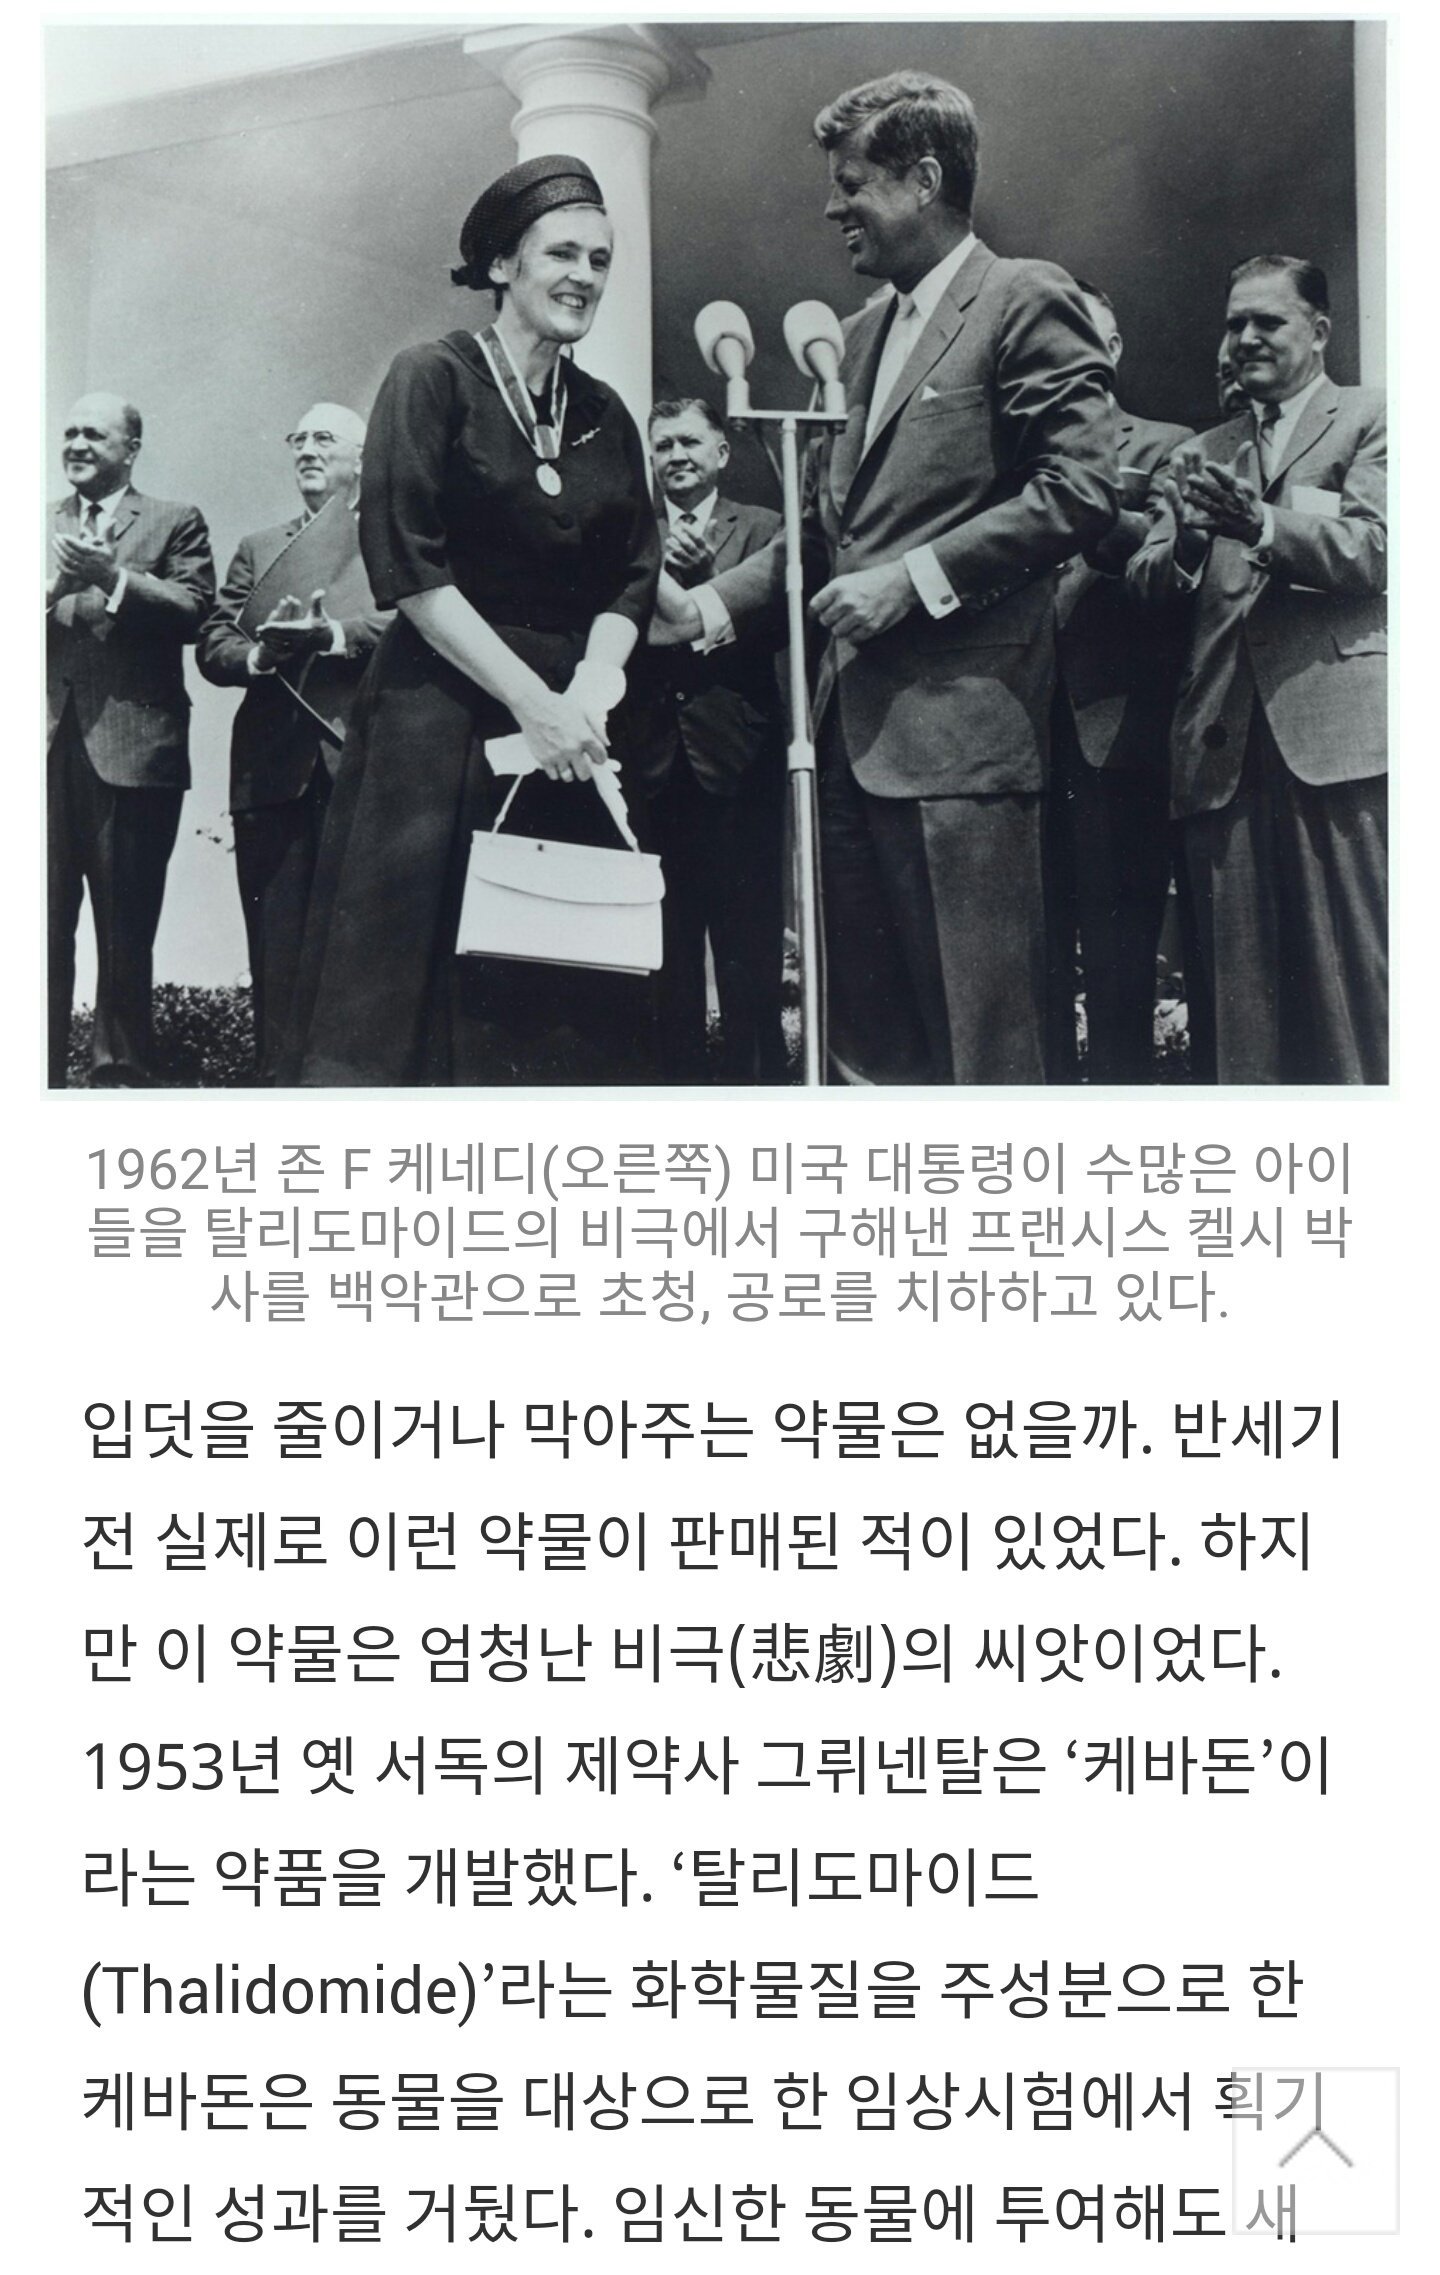 1962년 존 F 케네디(오른쪽) 미국 대통령이 수많은 아이
들을 탈리도마이드의 비극에서 구해낸 프랜시스 켈시 박
사를 백악관으로 초청, 공로를 치하하고 있다.
입덧을 줄이거나 막아주는 약물은 없을까. 반세기
전 실제로 이런 약물이 판매된 적이 있었다. 하지
만 이 약물은 엄청난 비극(悲劇)의 씨앗이었다.
1953년 옛 서독의 제약사 그뤼넨탈은 ‘케바돈’이
라는 약품을 개발했다. ‘탈리도마이드
(Thalidomide)’라는 화학물질을 주성분으로 한
케바돈은 동물을 대상으로 한 임상시험에서 획기
적인 성과를 거뒀다. 임신한 동물에 투여해도 새